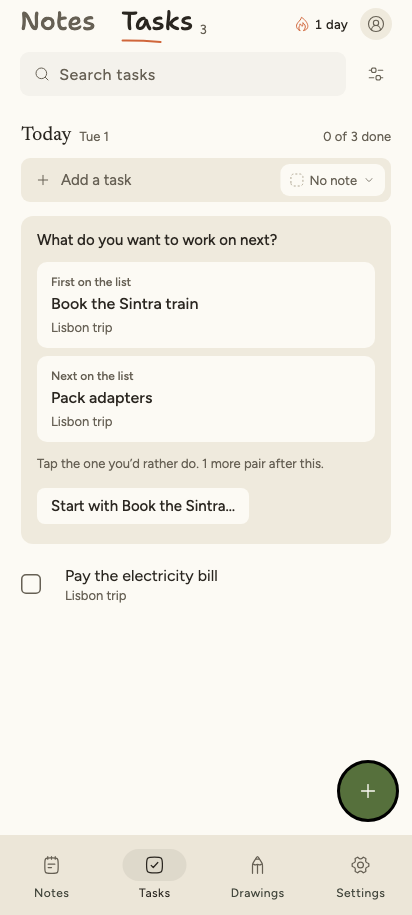 Notes Tasks 3 1 day
Search tasks
Today Tue 1 0 of 3 done
Add a task No note
What do you want to work on next?
First on the list
Book the Sintra train
Lisbon trip
Next on the list
Pack adapters
Lisbon trip
Tap the one you’d rather do. 1 more pair after this.
Start with Book the Sintra...
Pay the electricity bill
Lisbon trip
Notes Tasks Drawings Settings